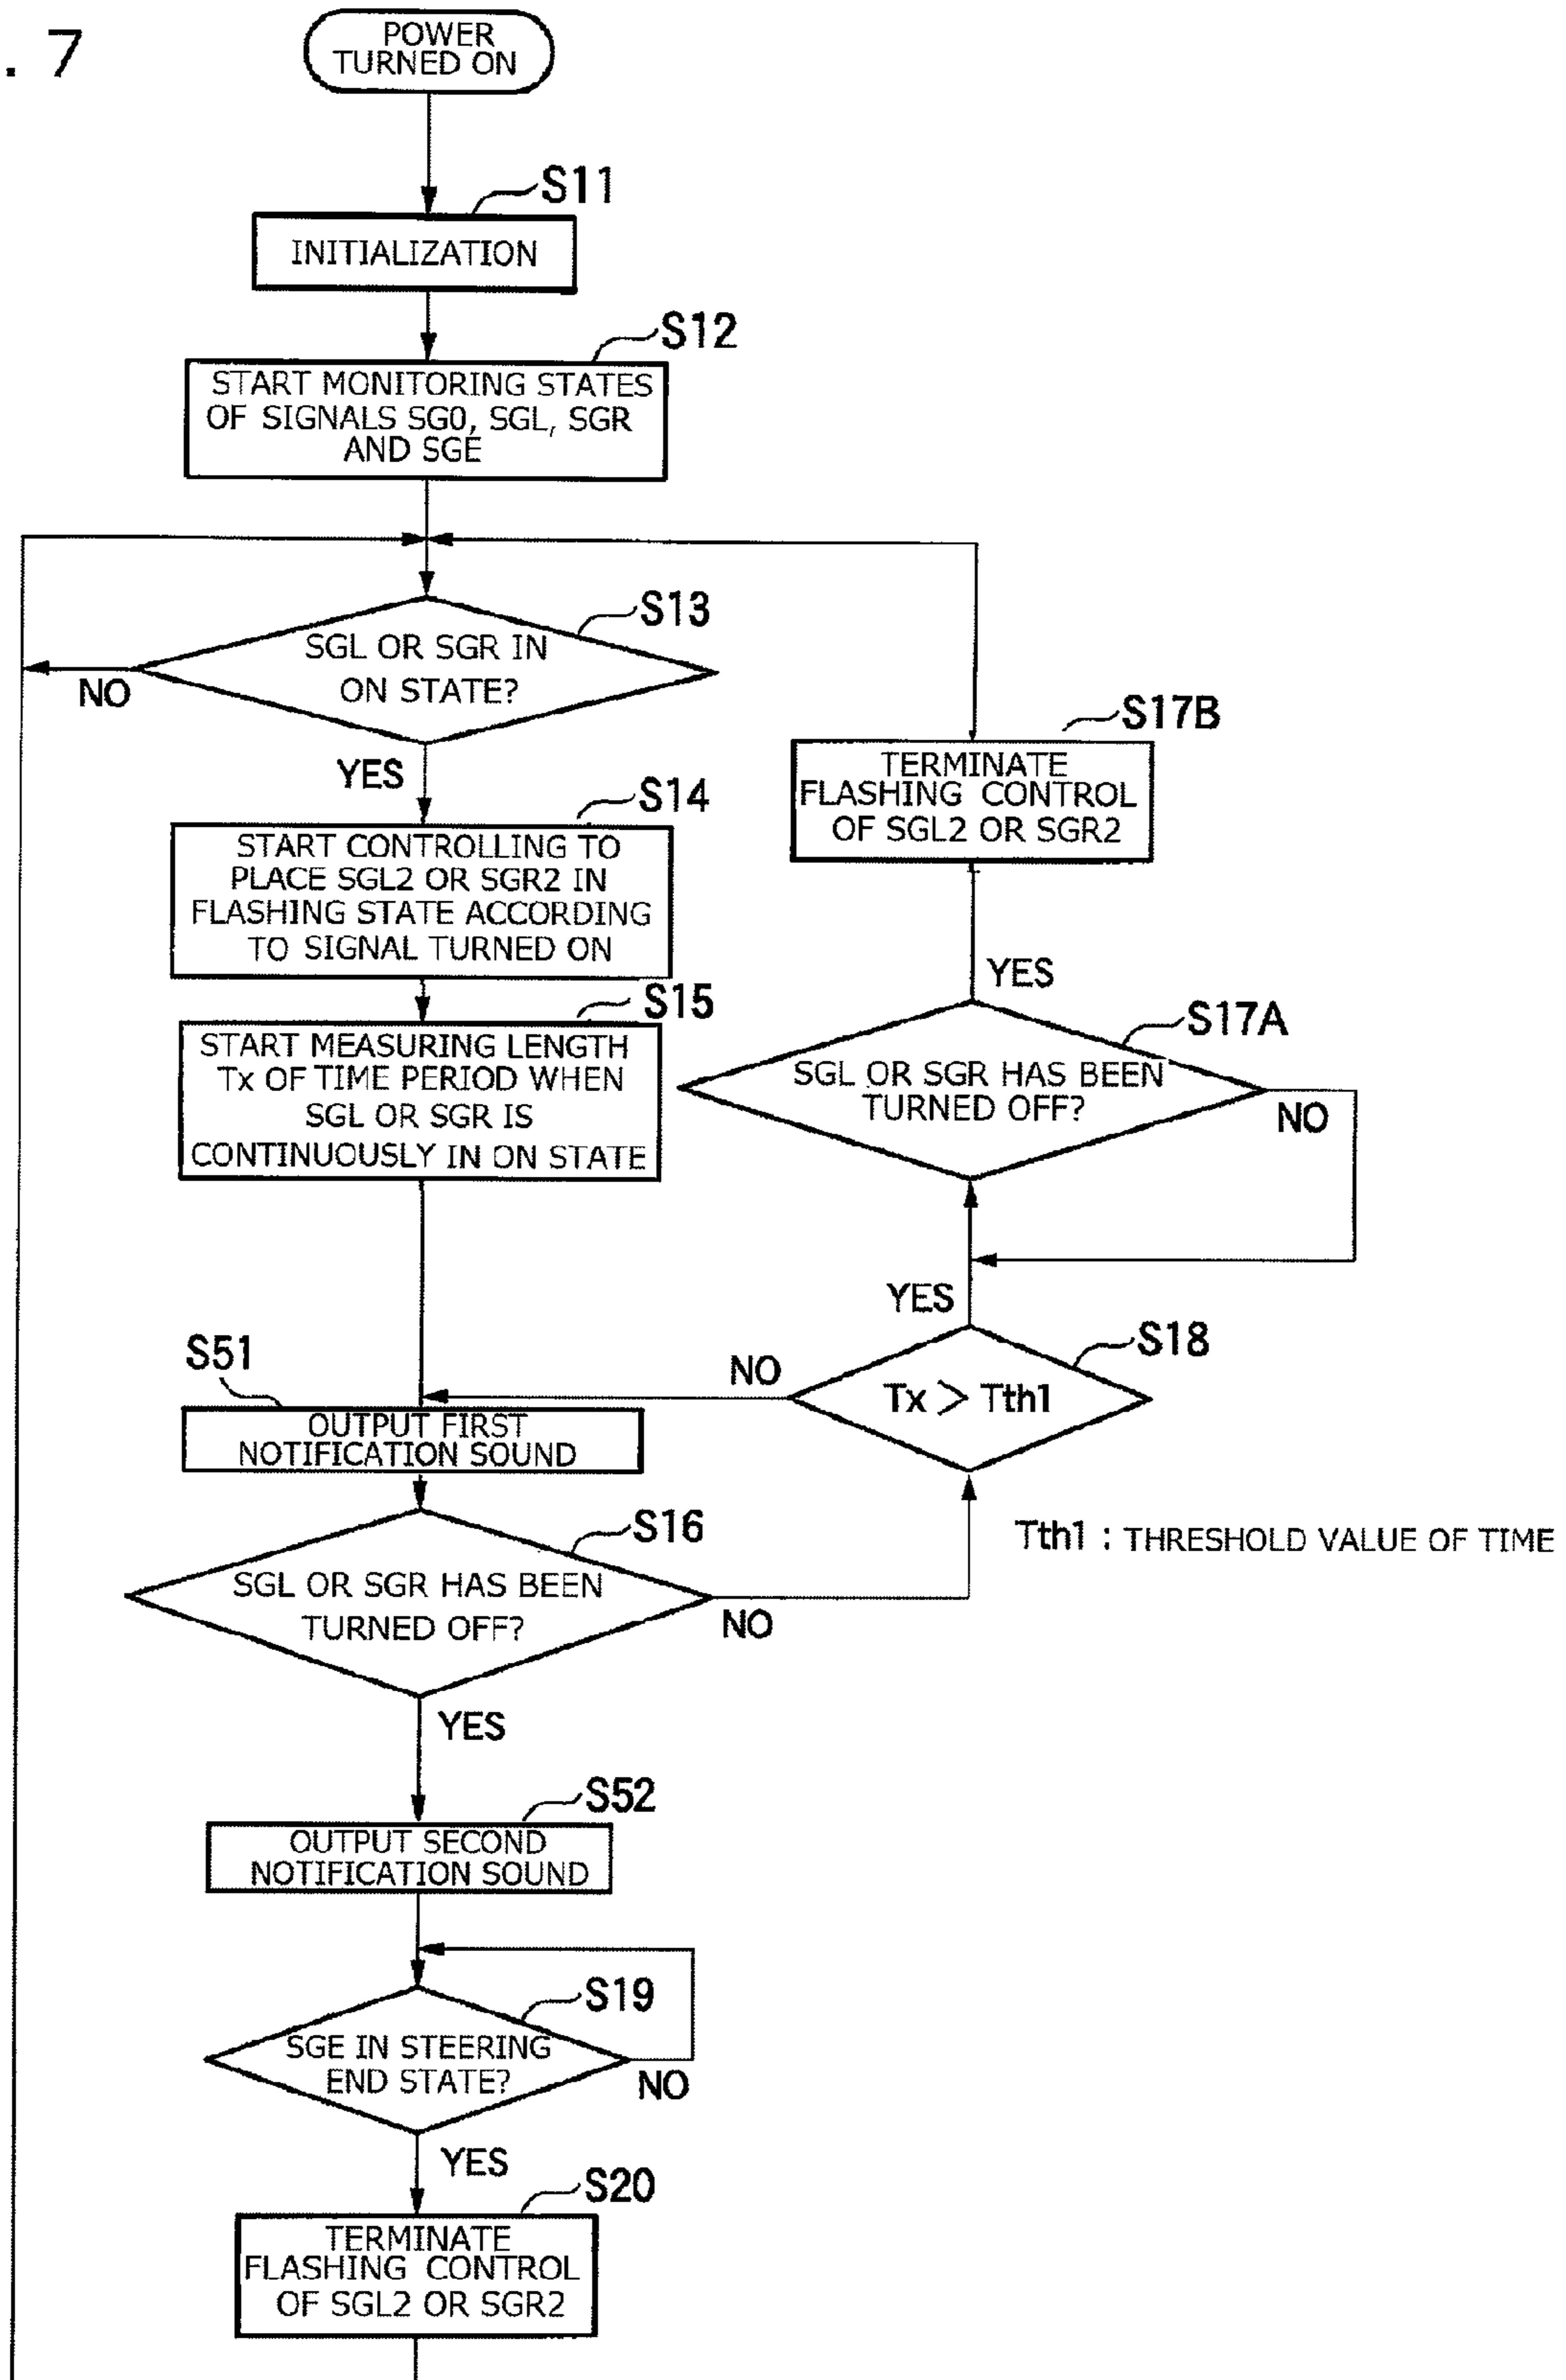 . 7
POWER
TURNED ON
S11
INITIALIZATION
S12
START MONITORING STATES
OF SIGNALS SG0, SGL, SGR
AND SGE
S13
SGL OR SGR IN
ON STATE?
NO
YES
S14
START CONTROLLING TO
PLACE SGL2 OR SGR2 IN
FLASHING STATE ACCORDING
TO SIGNAL TURNED ON
S15
START MEASURING LENGTH
Tx OF TIME PERIOD WHEN
SGL OR SGR IS
CONTINUOUSLY IN ON STATE
S17B
TERMINATE
FLASHING CONTROL
OF SGL2 OR SGR2
YES
S17A
SGL OR SGR HAS BEEN
TURNED OFF?
NO
YES
S18
Tx > Tth1
NO
Tth1 : THRESHOLD VALUE OF TIME
S51
OUTPUT FIRST
NOTIFICATION SOUND
S16
SGL OR SGR HAS BEEN
TURNED OFF?
NO
YES
S52
OUTPUT SECOND
NOTIFICATION SOUND
S19
SGE IN STEERING
END STATE?
NO
YES
S20
TERMINATE
FLASHING CONTROL
OF SGL2 OR SGR2